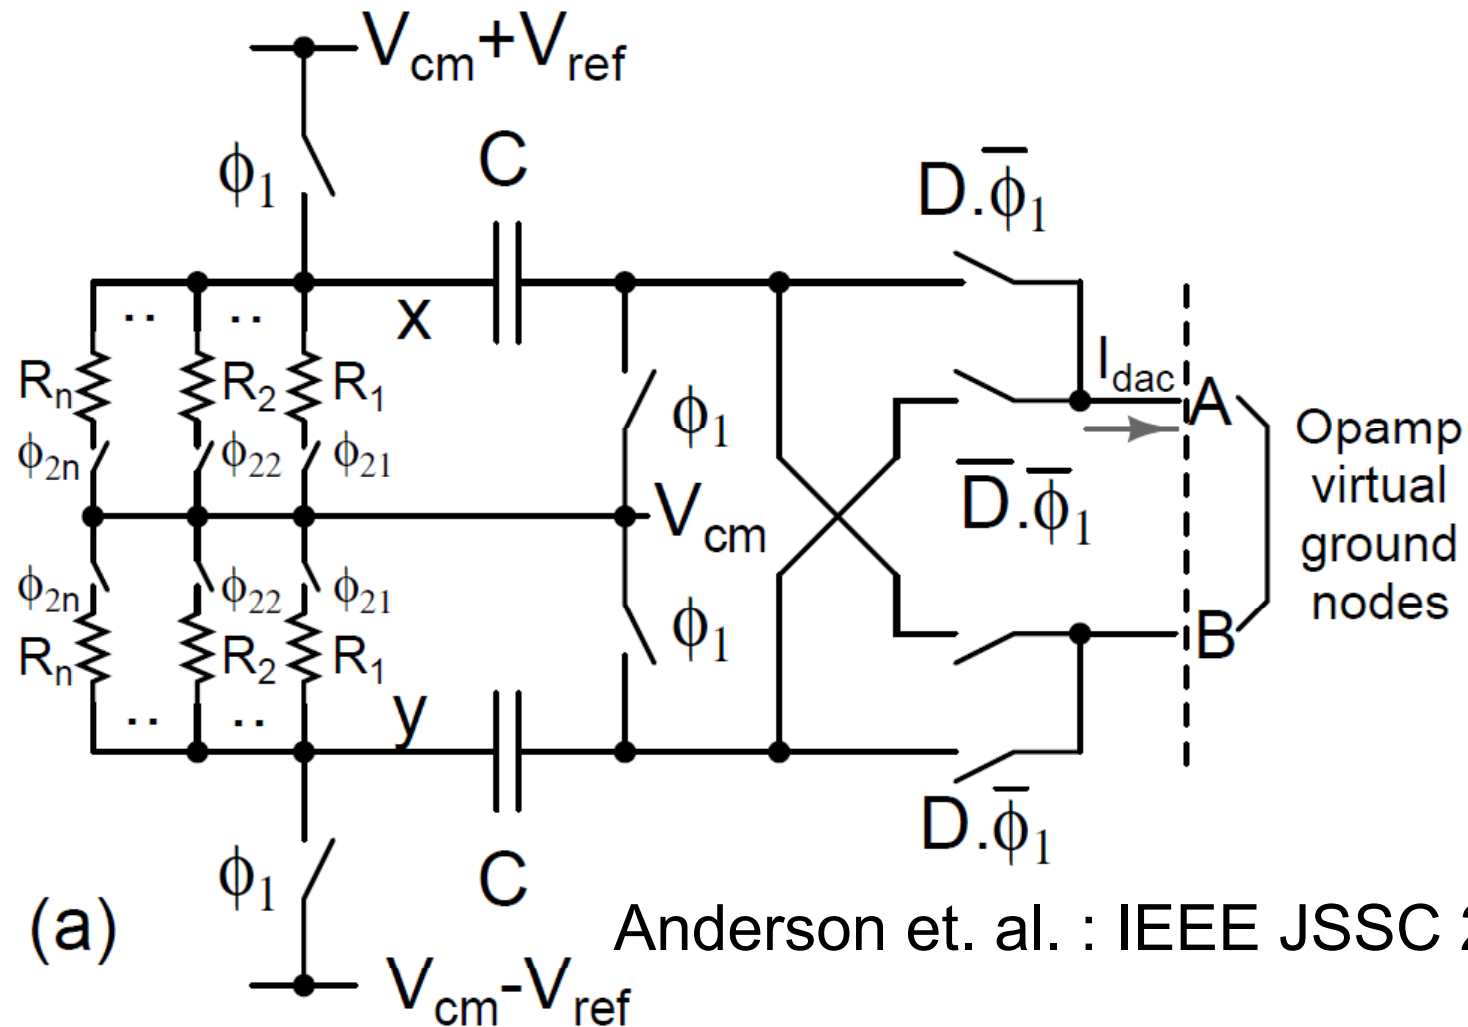 Vcm+Vref
C
ϕ1
D.ϕ̅1
x
Rn R2 R1
Idac
A
Opamp
virtual
ground
nodes
ϕ2n ϕ22 ϕ21
ϕ1
D̅.ϕ̅1
Vcm
ϕ2n ϕ22 ϕ21
ϕ1
B
Rn R2 R1
y
D.ϕ̅1
ϕ1
C
(a)
Anderson et. al. : IEEE JSSC
Vcm-Vref